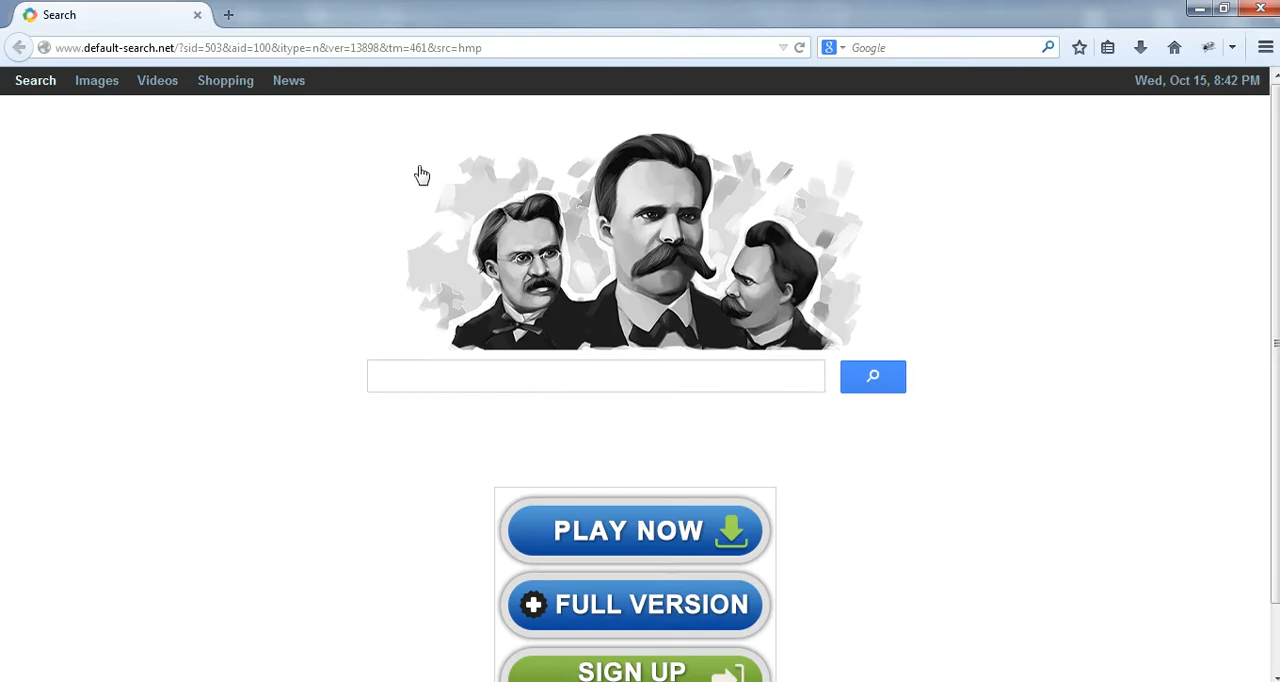 Search
www.default-search.net/?sid=503&aid=100&itype=n&ver=13898&tm=461&src=hmp
Google
Search Images Videos Shopping News
Wed, Oct 15, 8:42 PM
PLAY NOW
FULL VERSION
SIGN UP